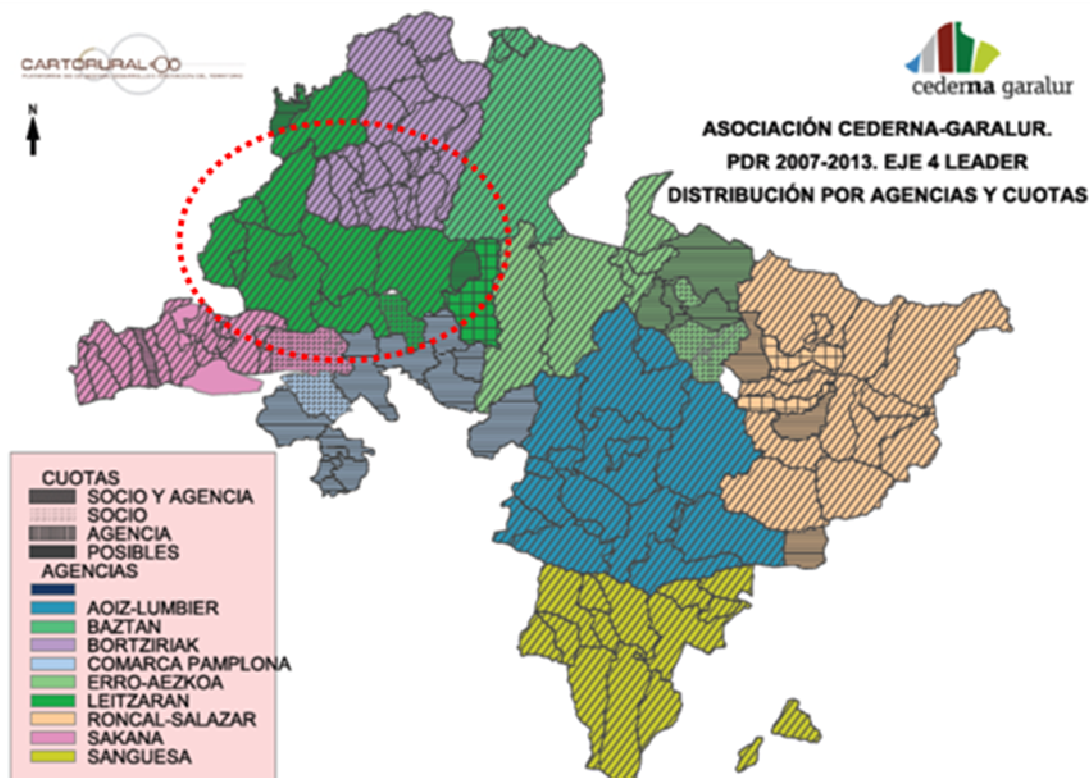 CARTORURAL
N
cederna garalur
ASOCIACIÓN CEDERNA-GARALUR.
PDR 2007-2013. EJE 4 LEADER
DISTRIBUCIÓN POR AGENCIAS Y CUOTAS
CUOTAS
SOCIO Y AGENCIA
SOCIO
AGENCIA
POSIBLES
AGENCIAS
AOIZ-LUMBIER
BAZTAN
BORTZIRIAK
COMARCA PAMPLONA
ERRO-AEZKOA
LEITZARAN
RONCAL-SALAZAR
SAKANA
SANGUESA